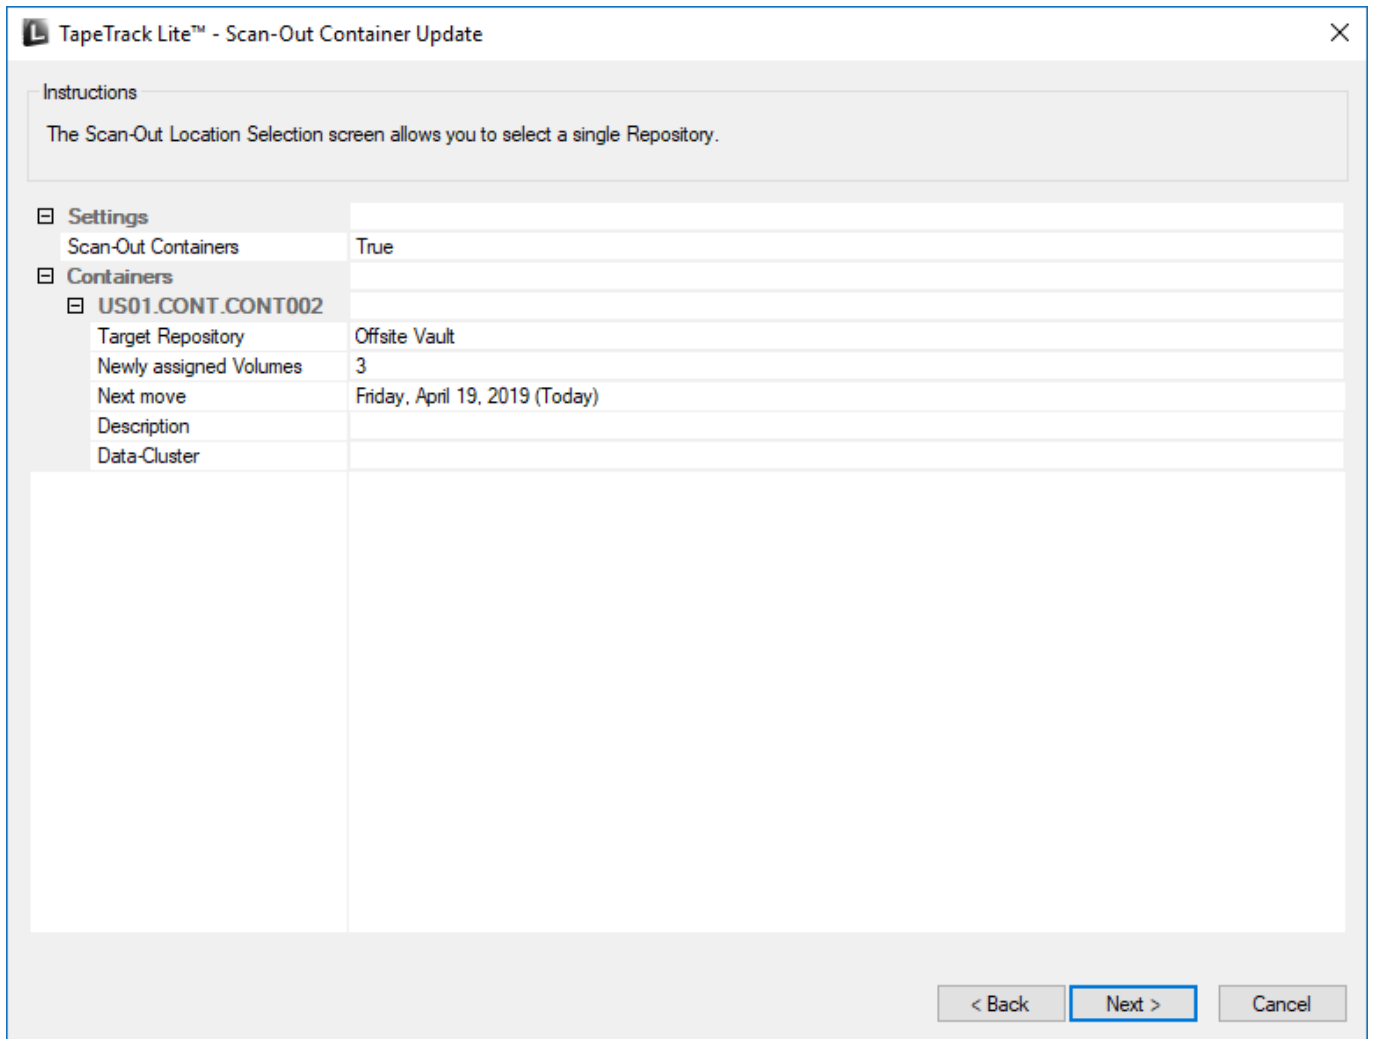 TapeTrack Lite™ - Scan-Out Container Update
Instructions
The Scan-Out Location Selection screen allows you to select a single Repository.
Settings
Scan-Out Containers True
Containers
US01.CONT.CONT002
Target Repository Offsite Vault
Newly assigned Volumes 3
Next move Friday, April 19, 2019 (Today)
Description
Data-Cluster
< Back Next > Cancel